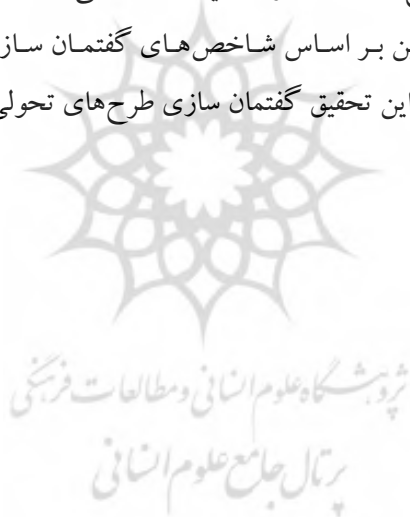 ن بر اساس شاخص‌های گفتمان ساز
این تحقیق گفتمان سازی طرح‌های تحولی
پژوهشگاه علوم انسانی و مطالعات فرهنگی
پرتال جامع علوم انسانی